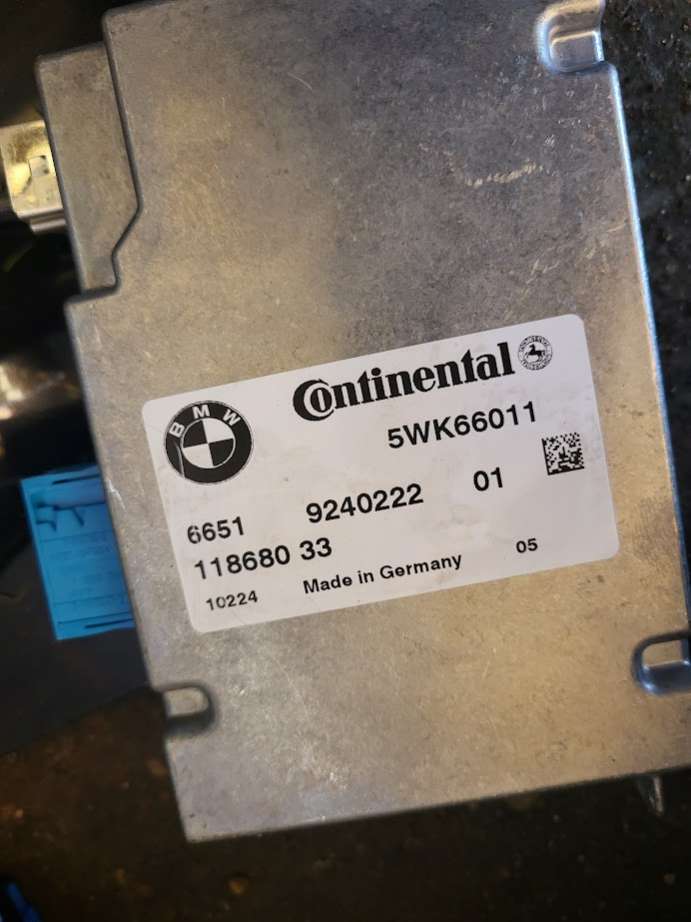 Continental
BMW
5WK66011
6651 9240222 01
118680 33
10224 Made in Germany 05